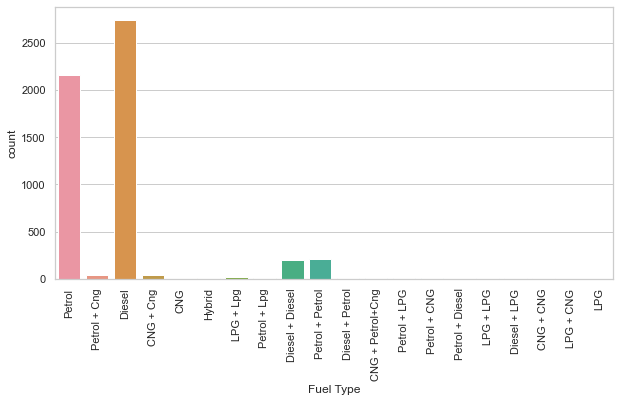 2500
2000
1500
1000
500
0
count
Petrol
Petrol + Cng
Diesel
CNG + Cng
CNG
Hybrid
LPG + Lpg
Petrol + Lpg
Diesel + Diesel
Petrol + Petrol
Diesel + Petrol
CNG + Petrol+Cng
Petrol + LPG
Petrol + CNG
Petrol + Diesel
LPG + LPG
Diesel + LPG
CNG + CNG
LPG + CNG
LPG
Fuel Type